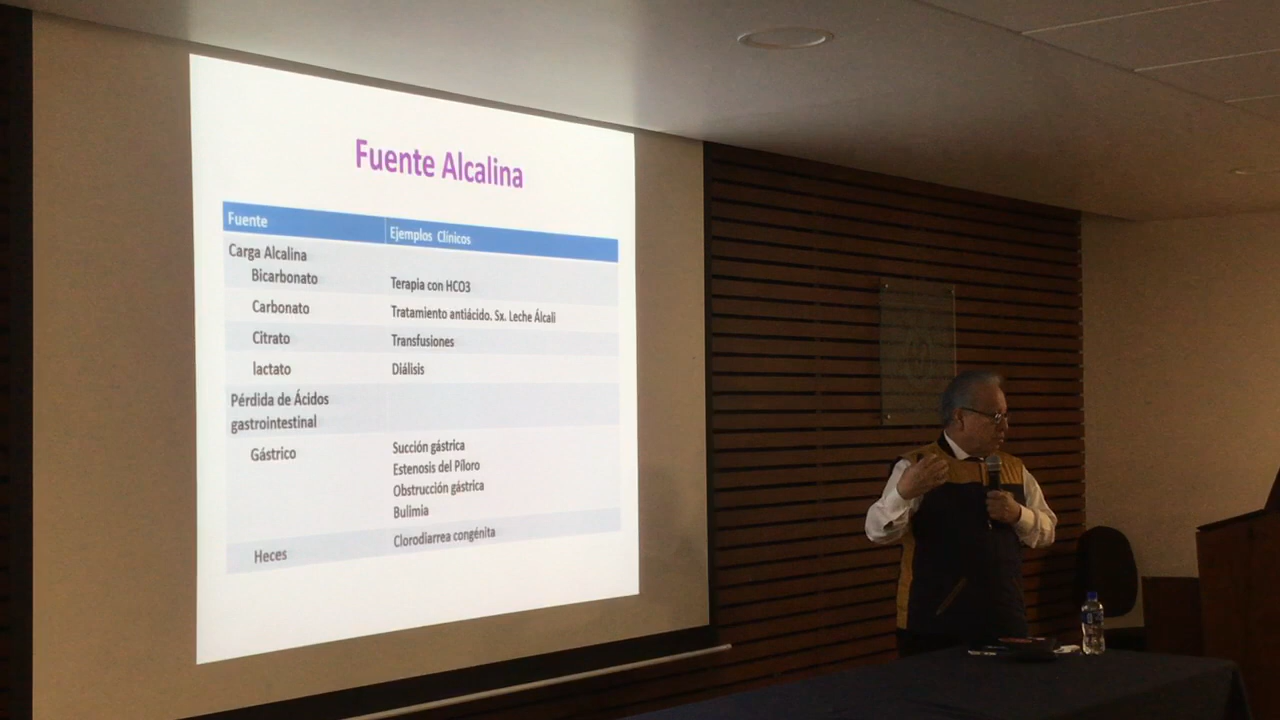 Fuente Alcalina
Fuente Ejemplos Clínicos
Carga Alcalina
Bicarbonato Terapia con HCO3
Carbonato Tratamiento antiácido. Sx. Leche Álcali
Citrato Transfusiones
lactato Diálisis
Pérdida de Ácidos
gastrointestinal
Gástrico Succión gástrica
Estenosis del Píloro
Obstrucción gástrica
Bulimia
Heces Clorodiarrea congénita